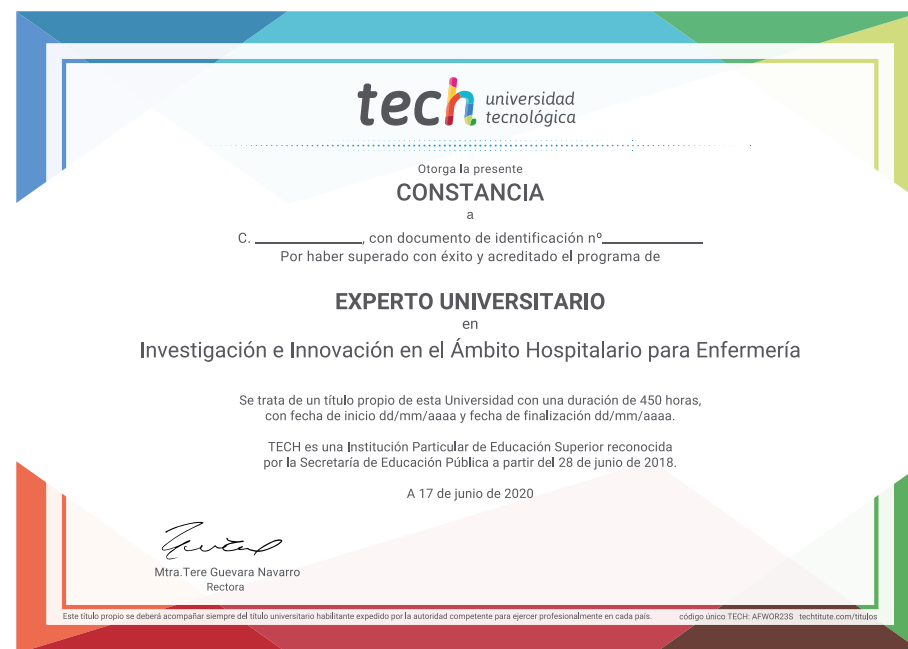 tech universidad
tecnológica
Otorga la presente
CONSTANCIA
a
C. ____________, con documento de identificación nº____________
Por haber superado con éxito y acreditado el programa de
EXPERTO UNIVERSITARIO
en
Investigación e Innovación en el Ámbito Hospitalario para Enfermería
Se trata de un título propio de esta Universidad con una duración de 450 horas,
con fecha de inicio dd/mm/aaaa y fecha de finalización dd/mm/aaaa.
TECH es una Institución Particular de Educación Superior reconocida
por la Secretaría de Educación Pública a partir del 28 de junio de 2018.
A 17 de junio de 2020
Mtra.Tere Guevara Navarro
Rectora
Este título propio se deberá acompañar siempre del título universitario habilitante expedido por la autoridad competente para ejercer profesionalmente en cada país. código único TECH: AFWOR23S techtitute.com/titulos